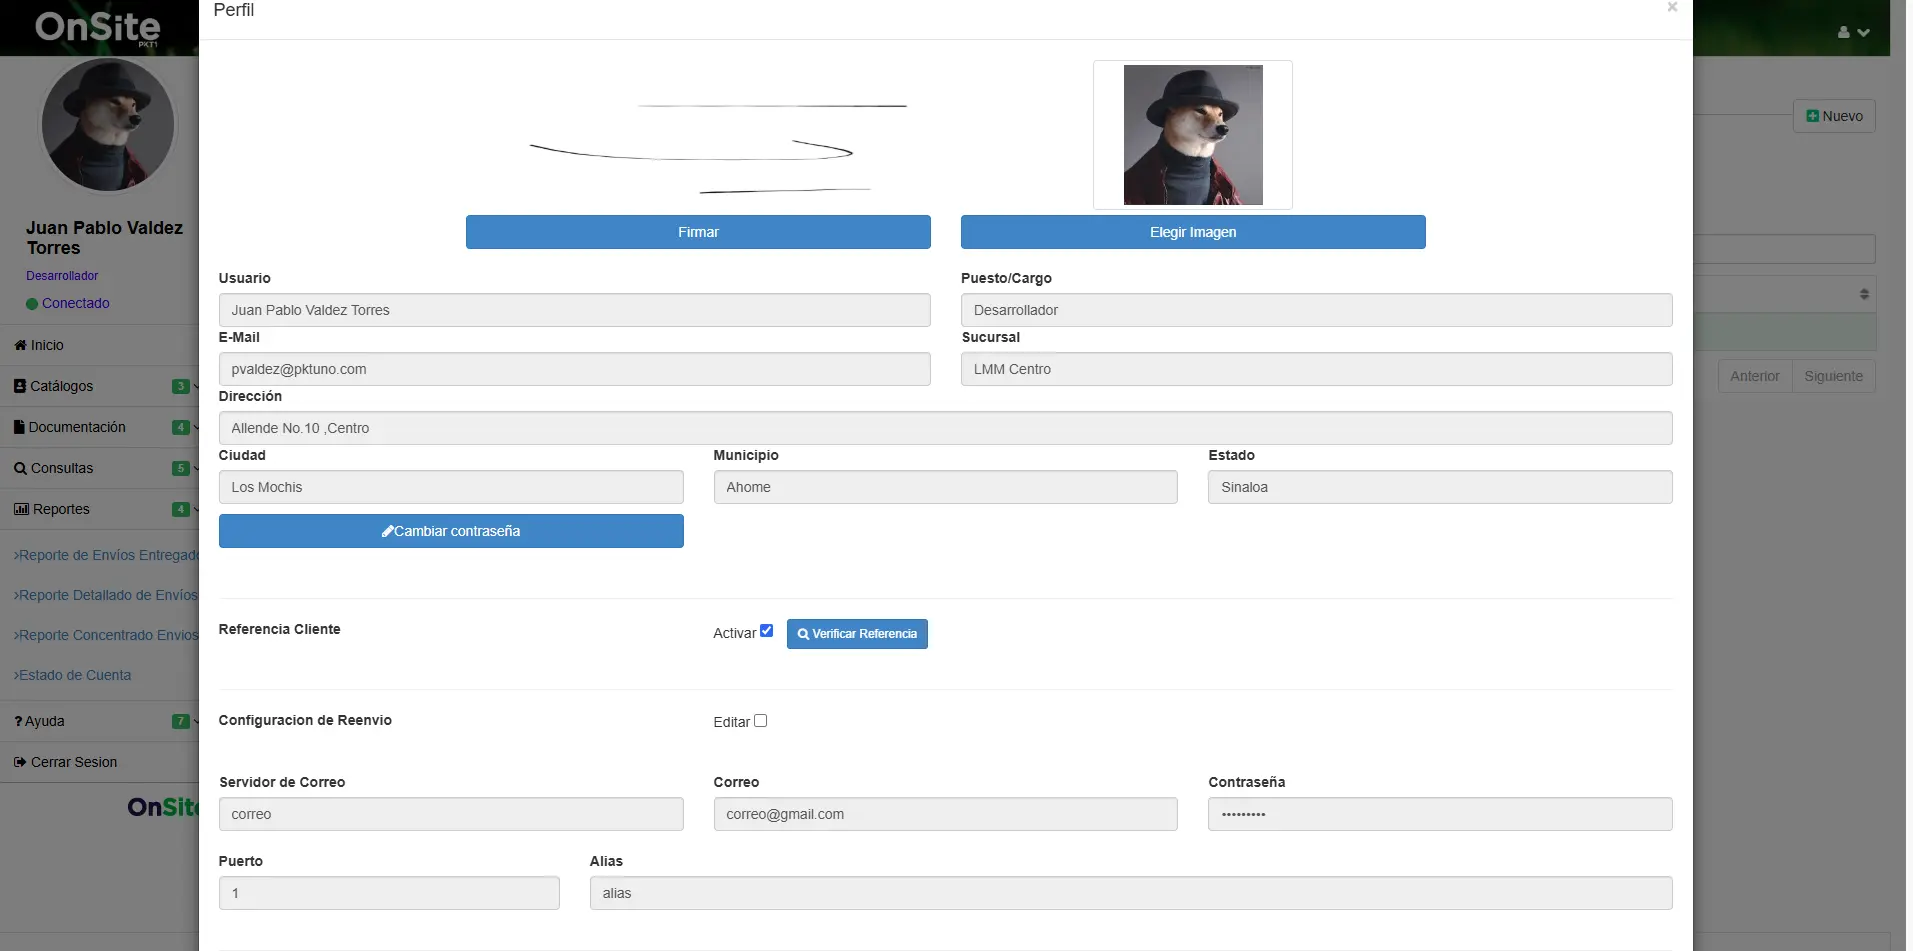 OnSite
PKT1
Perfil
×
Nuevo
Juan Pablo Valdez
Torres
Desarrollador
Conectado
Firmar
Elegir Imagen
Usuario
Puesto/Cargo
Juan Pablo Valdez Torres
Desarrollador
E-Mail
Sucursal
pvaldez@pktuno.com
LMM Centro
Dirección
Allende No.10 ,Centro
Ciudad
Municipio
Estado
Los Mochis
Ahome
Sinaloa
Cambiar contraseña
Inicio
Catálogos 3
Documentación 4
Consultas 5
Reportes 4
>Reporte de Envíos Entregado
>Reporte Detallado de Envíos
>Reporte Concentrado Envios
>Estado de Cuenta
? Ayuda 7
Cerrar Sesion
OnSite
Anterior
Siguiente
Referencia Cliente
Activar
Verificar Referencia
Configuracion de Reenvio
Editar
Servidor de Correo
Correo
Contraseña
correo
correo@gmail.com
•••••••••
Puerto
Alias
1
alias